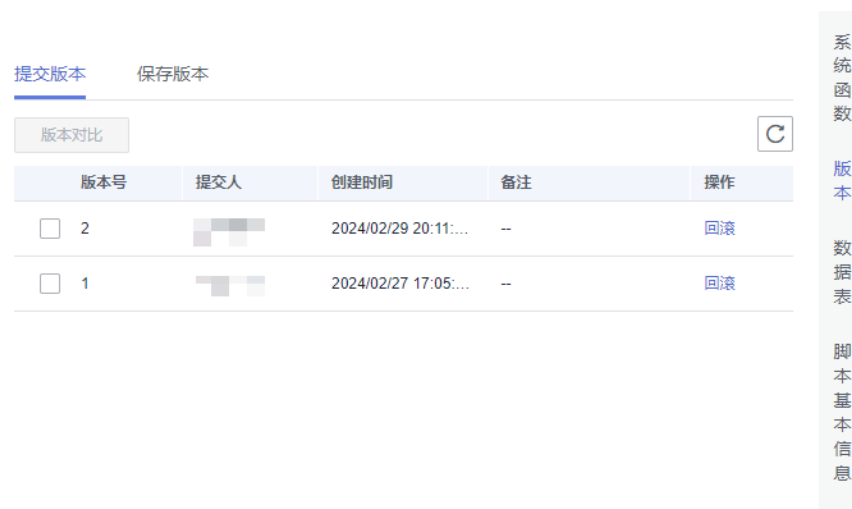 提交版本 保存版本
版本对比
版本号 提交人 创建时间 备注 操作
2 2024/02/29 20:11:... -- 回滚
1 2024/02/27 17:05:... -- 回滚
系统函数
版本
数据表
脚本基本信息